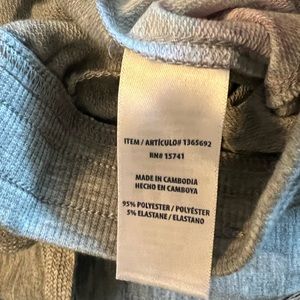 ITEM / ARTÍCULO# 1365692
RN# 15741
MADE IN CAMBODIA
HECHO EN CAMBOYA
95% POLYESTER / POLYÉSTER
5% ELASTANE / ELASTANO